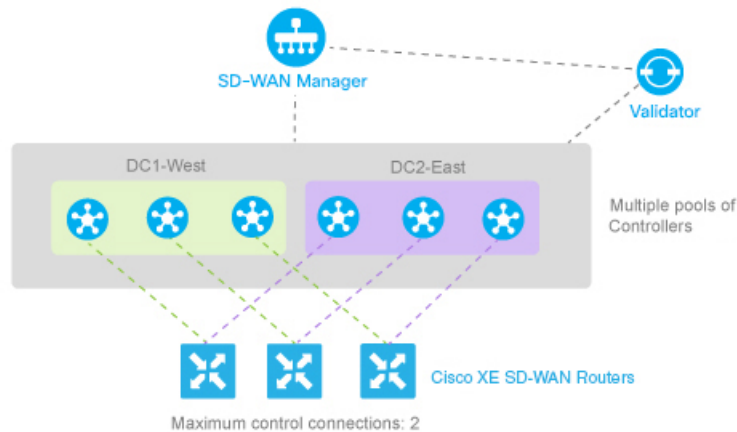 SD-WAN Manager
Validator
DC1-West
DC2-East
Multiple pools of
Controllers
Cisco XE SD-WAN Routers
Maximum control connections: 2